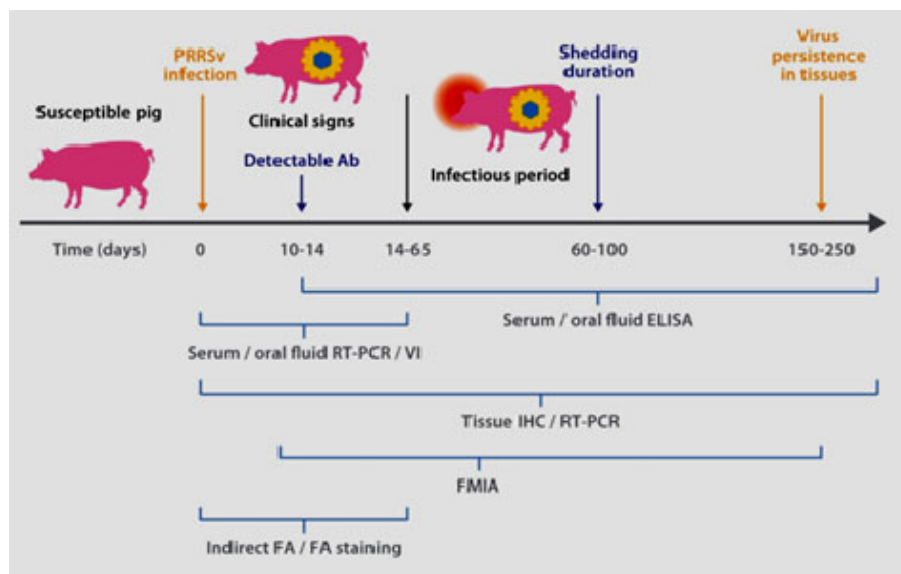 PRRSv
infection
Susceptible pig
Clinical signs
Detectable Ab
Infectious period
Shedding
duration
Virus
persistence
in tissues
Time (days) 0 10-14 14-65 60-100 150-250
Serum / oral fluid ELISA
Serum / oral fluid RT-PCR / VI
Tissue IHC / RT-PCR
FMIA
Indirect FA / FA staining